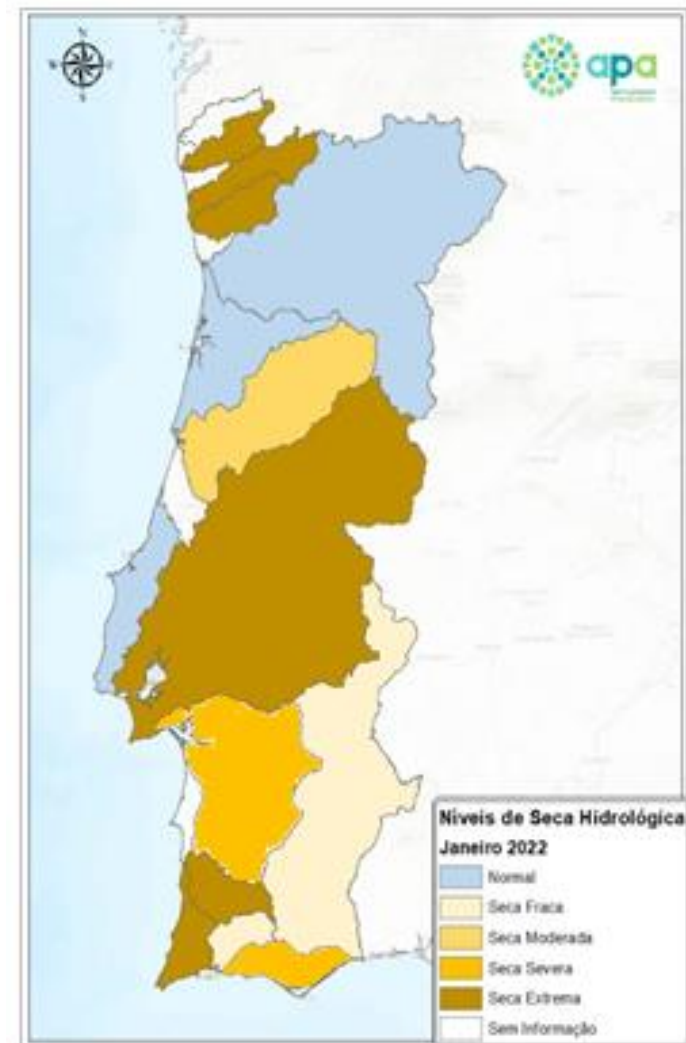 apa
Níveis de Seca Hidrológica
Janeiro 2022
Normal
Seca Fraca
Seca Moderada
Seca Severa
Seca Extrema
Sem Informação